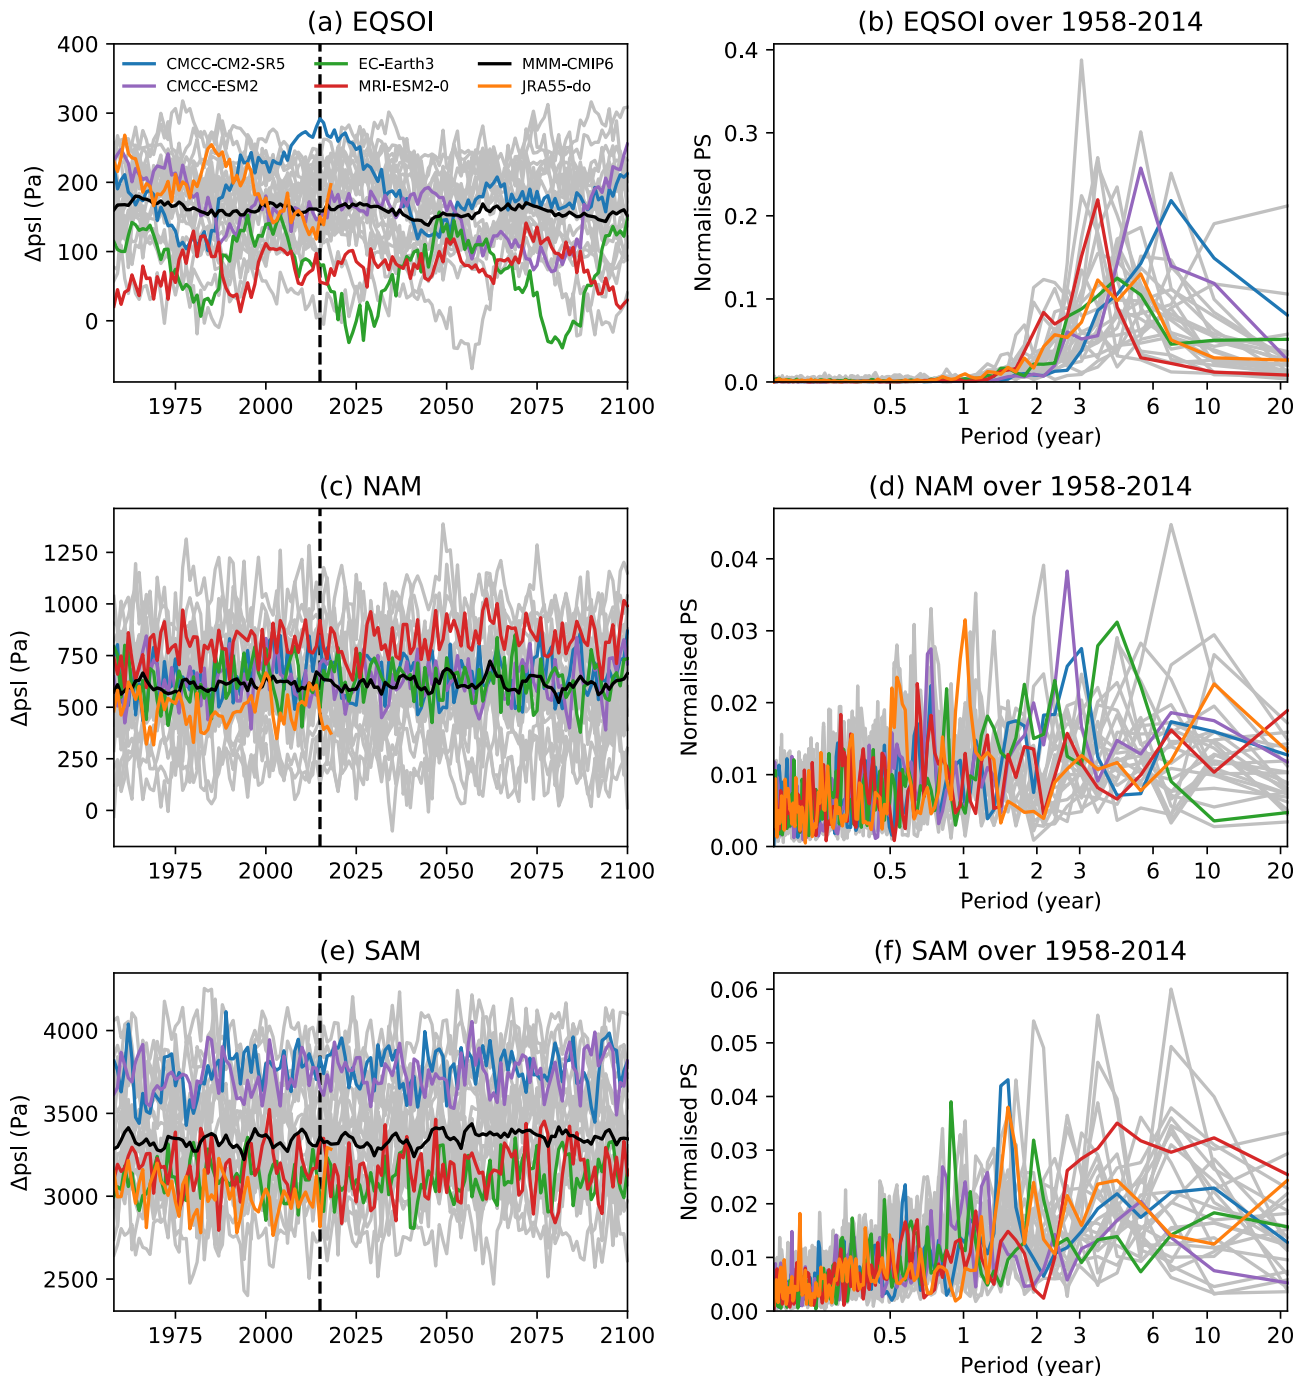 (a) EQSOI
400
300
200
100
0
Δpsl (Pa)
CMCC-CM2-SR5
CMCC-ESM2
EC-Earth3
MRI-ESM2-0
MMM-CMIP6
JRA55-do
1975 2000 2025 2050 2075 2100
(b) EQSOI over 1958-2014
0.4
0.3
0.2
0.1
0.0
Normalised PS
0.5 1 2 3 6 10 20
Period (year)
(c) NAM
1250
1000
750
500
250
0
Δpsl (Pa)
1975 2000 2025 2050 2075 2100
(d) NAM over 1958-2014
0.04
0.03
0.02
0.01
0.00
Normalised PS
0.5 1 2 3 6 10 20
Period (year)
(e) SAM
4000
3500
3000
2500
Δpsl (Pa)
1975 2000 2025 2050 2075 2100
(f) SAM over 1958-2014
0.06
0.05
0.04
0.03
0.02
0.01
0.00
Normalised PS
0.5 1 2 3 6 10 20
Period (year)